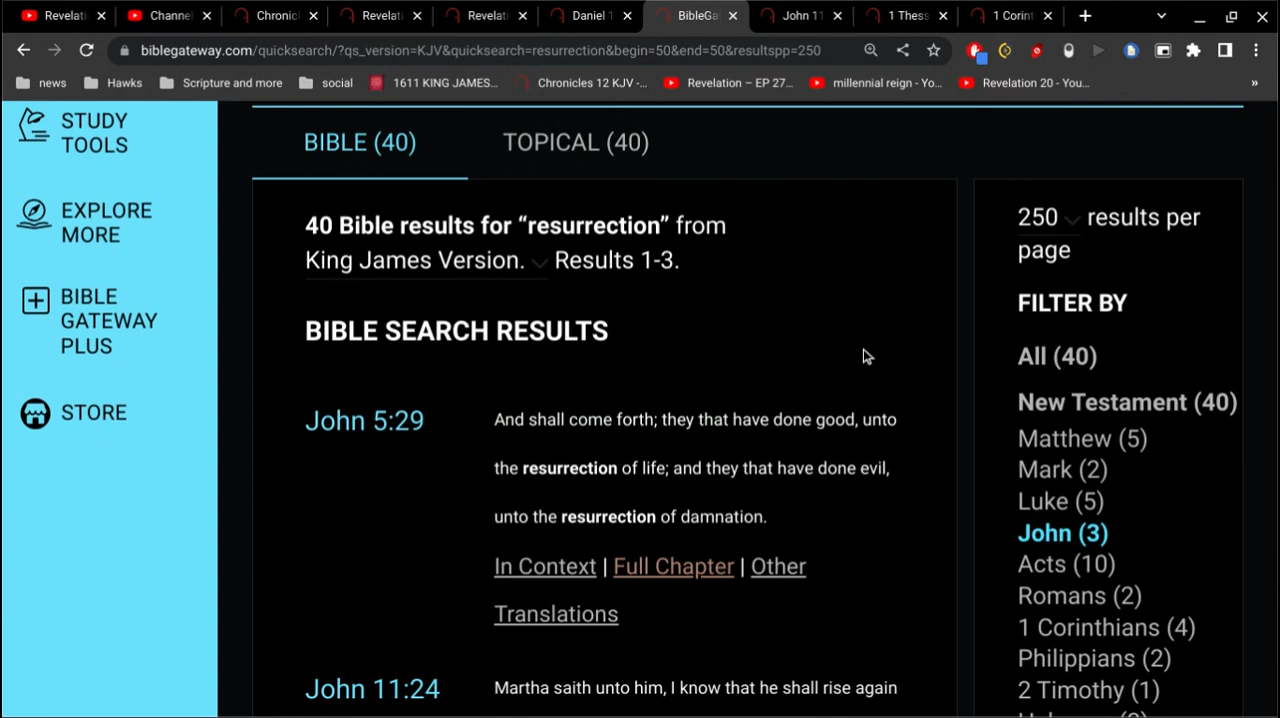 Revelati
Channel
Chronic
Revelati
Revelati
Daniel 1
BibleGa
John 11
1 Thess
1 Corint
biblegateway.com/quicksearch/?qs_version=KJV&quicksearch=resurrection&begin=50&end=50&resultspp=250
news
Hawks
Scripture and more
social
1611 KING JAMES...
Chronicles 12 KJV -...
Revelation – EP 27...
millennial reign - Yo...
Revelation 20 - You...
»
STUDY
TOOLS
EXPLORE
MORE
BIBLE
GATEWAY
PLUS
STORE
BIBLE (40)
TOPICAL (40)
40 Bible results for “resurrection” from
King James Version. Results 1-3.
BIBLE SEARCH RESULTS
John 5:29
And shall come forth; they that have done good, unto
the resurrection of life; and they that have done evil,
unto the resurrection of damnation.
In Context | Full Chapter | Other
Translations
John 11:24
Martha saith unto him, I know that he shall rise again
250 results per
page
FILTER BY
All (40)
New Testament (40)
Matthew (5)
Mark (2)
Luke (5)
John (3)
Acts (10)
Romans (2)
1 Corinthians (4)
Philippians (2)
2 Timothy (1)